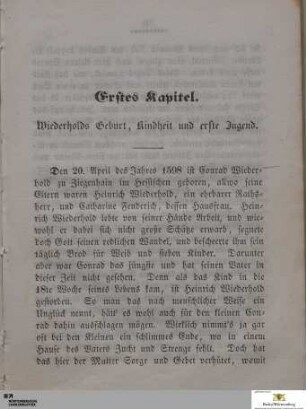 Erstes Kapitel.
Wiederholds Geburt, Kindheit und erste Jugend.
Den 20. April des Jahres 1598 ist Conrad Wieder-
hold zu Ziegenhain im Hessischen geboren, allwo seine
Eltern waren Heinrich Wiederhold, ein ehrbarer Raths-
herr, und Catharine Fenderich, dessen Hausfrau. Hein-
rich Wiederhold lebte von seiner Hände Arbeit, und wie-
wohl er dabei sich nicht große Schätze erwarb, segnete
doch Gott seinen redlichen Wandel, und bescherte ihm sein
täglich Brod für Weib und sieben Kinder. Darunter
aber war Conrad das jüngste und hat seinen Vater in
dieser Zeit nicht gesehen. Denn als das Kind in die
18te Woche seines Lebens kam, ist Heinrich Wiederhold
gestorben. So man das nach menschlicher Weise ein
Unglück nennt, hätt' es wohl auch für den kleinen Con-
rad dahin ausschlagen mögen. Wirklich nimmt's ja gar
oft bei den Kleinen ein schlimmes Ende, wo in einem
Hause des Vaters Zucht und Strenge fehlt. Doch hat
das hier der Mutter Sorge und Gebet verhütet, womit
Baden-Württemberg